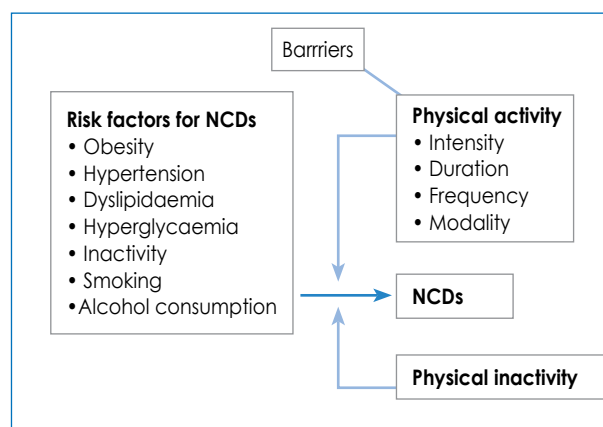 Barrriers
Risk factors for NCDs
• Obesity
• Hypertension
• Dyslipidaemia
• Hyperglycaemia
• Inactivity
• Smoking
•Alcohol consumption
Physical activity
• Intensity
• Duration
• Frequency
• Modality
NCDs
Physical inactivity